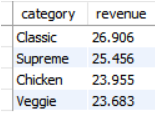 category revenue
Classic 26.906
Supreme 25.456
Chicken 23.955
Veggie 23.683